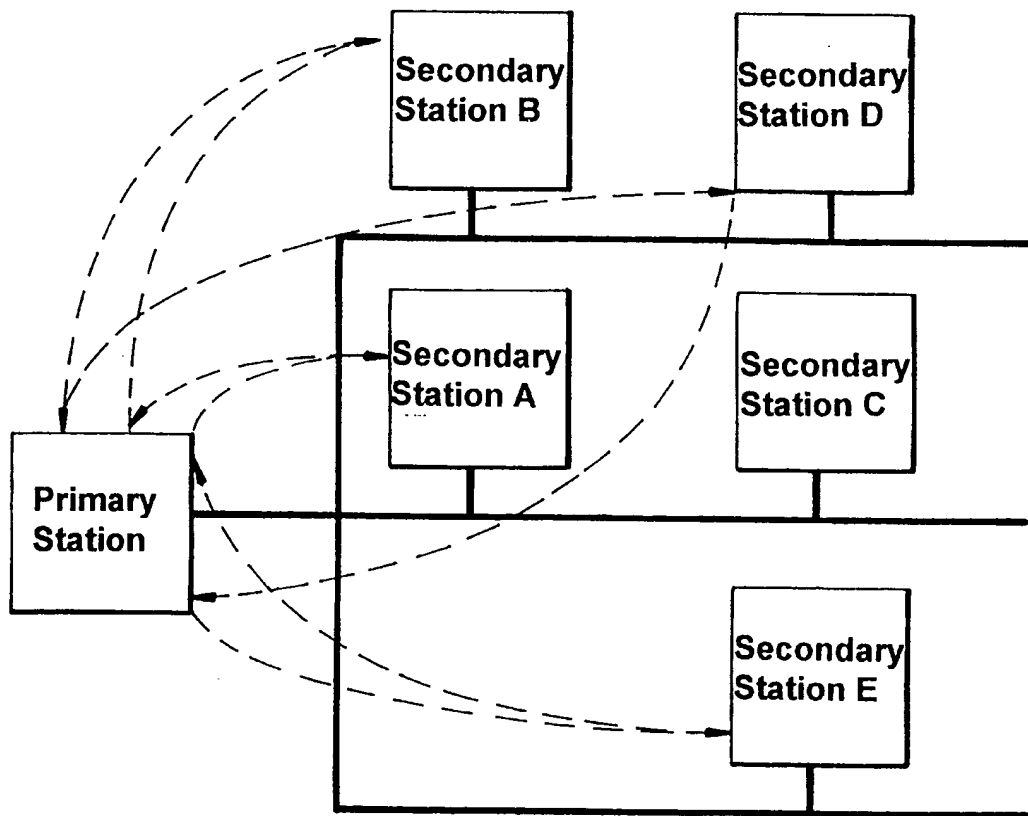 Secondary
Station B
Secondary
Station D
Secondary
Station A
Secondary
Station C
Primary
Station
Secondary
Station E